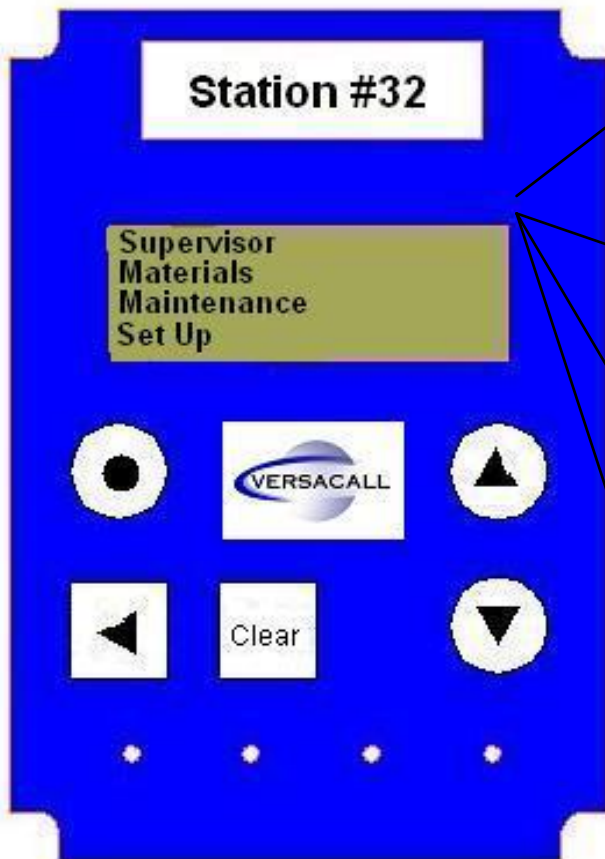 Station #32
Supervisor
Materials
Maintenance
Set Up
VERSACALL
Clear